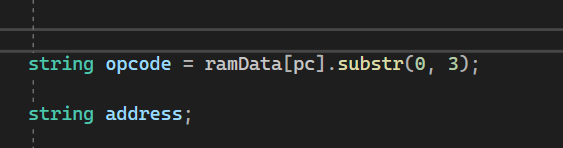 string opcode = ramData[pc].substr(0, 3);
string address;